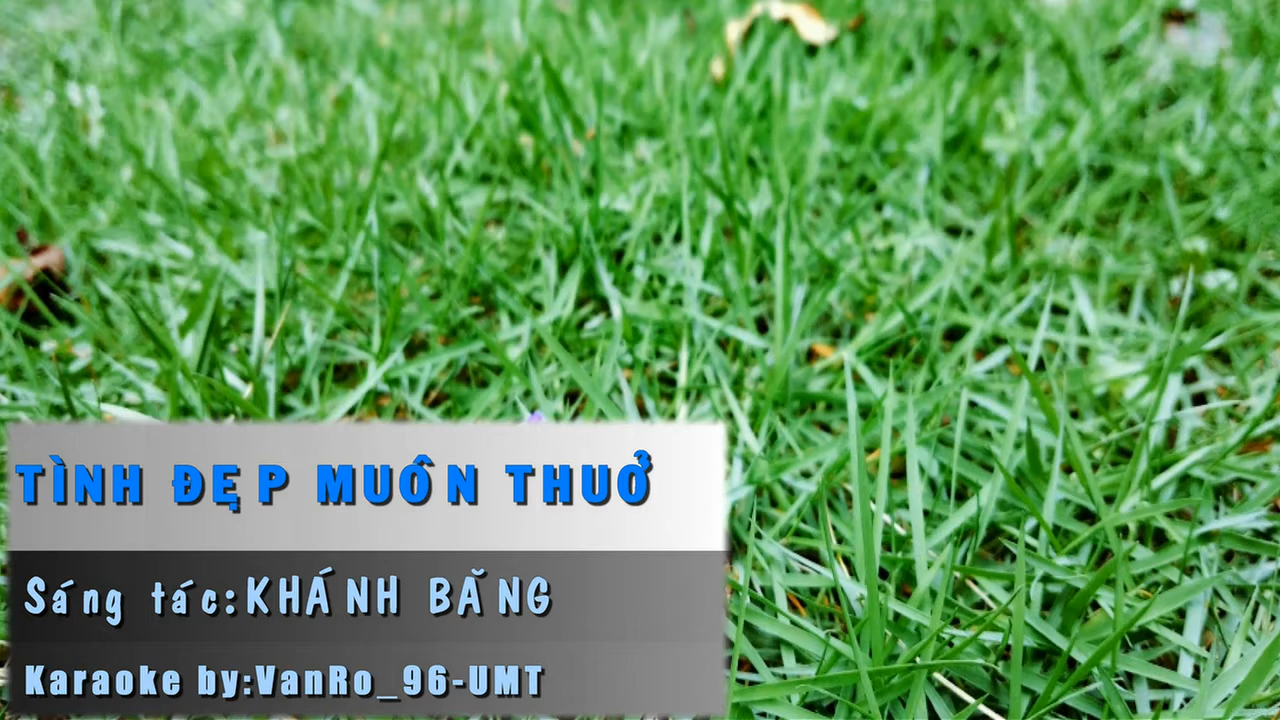 TÌNH ĐẸP MUÔN THUỞ
Sáng tác:KHÁNH BĂNG
Karaoke by:VanRo_96-UMT